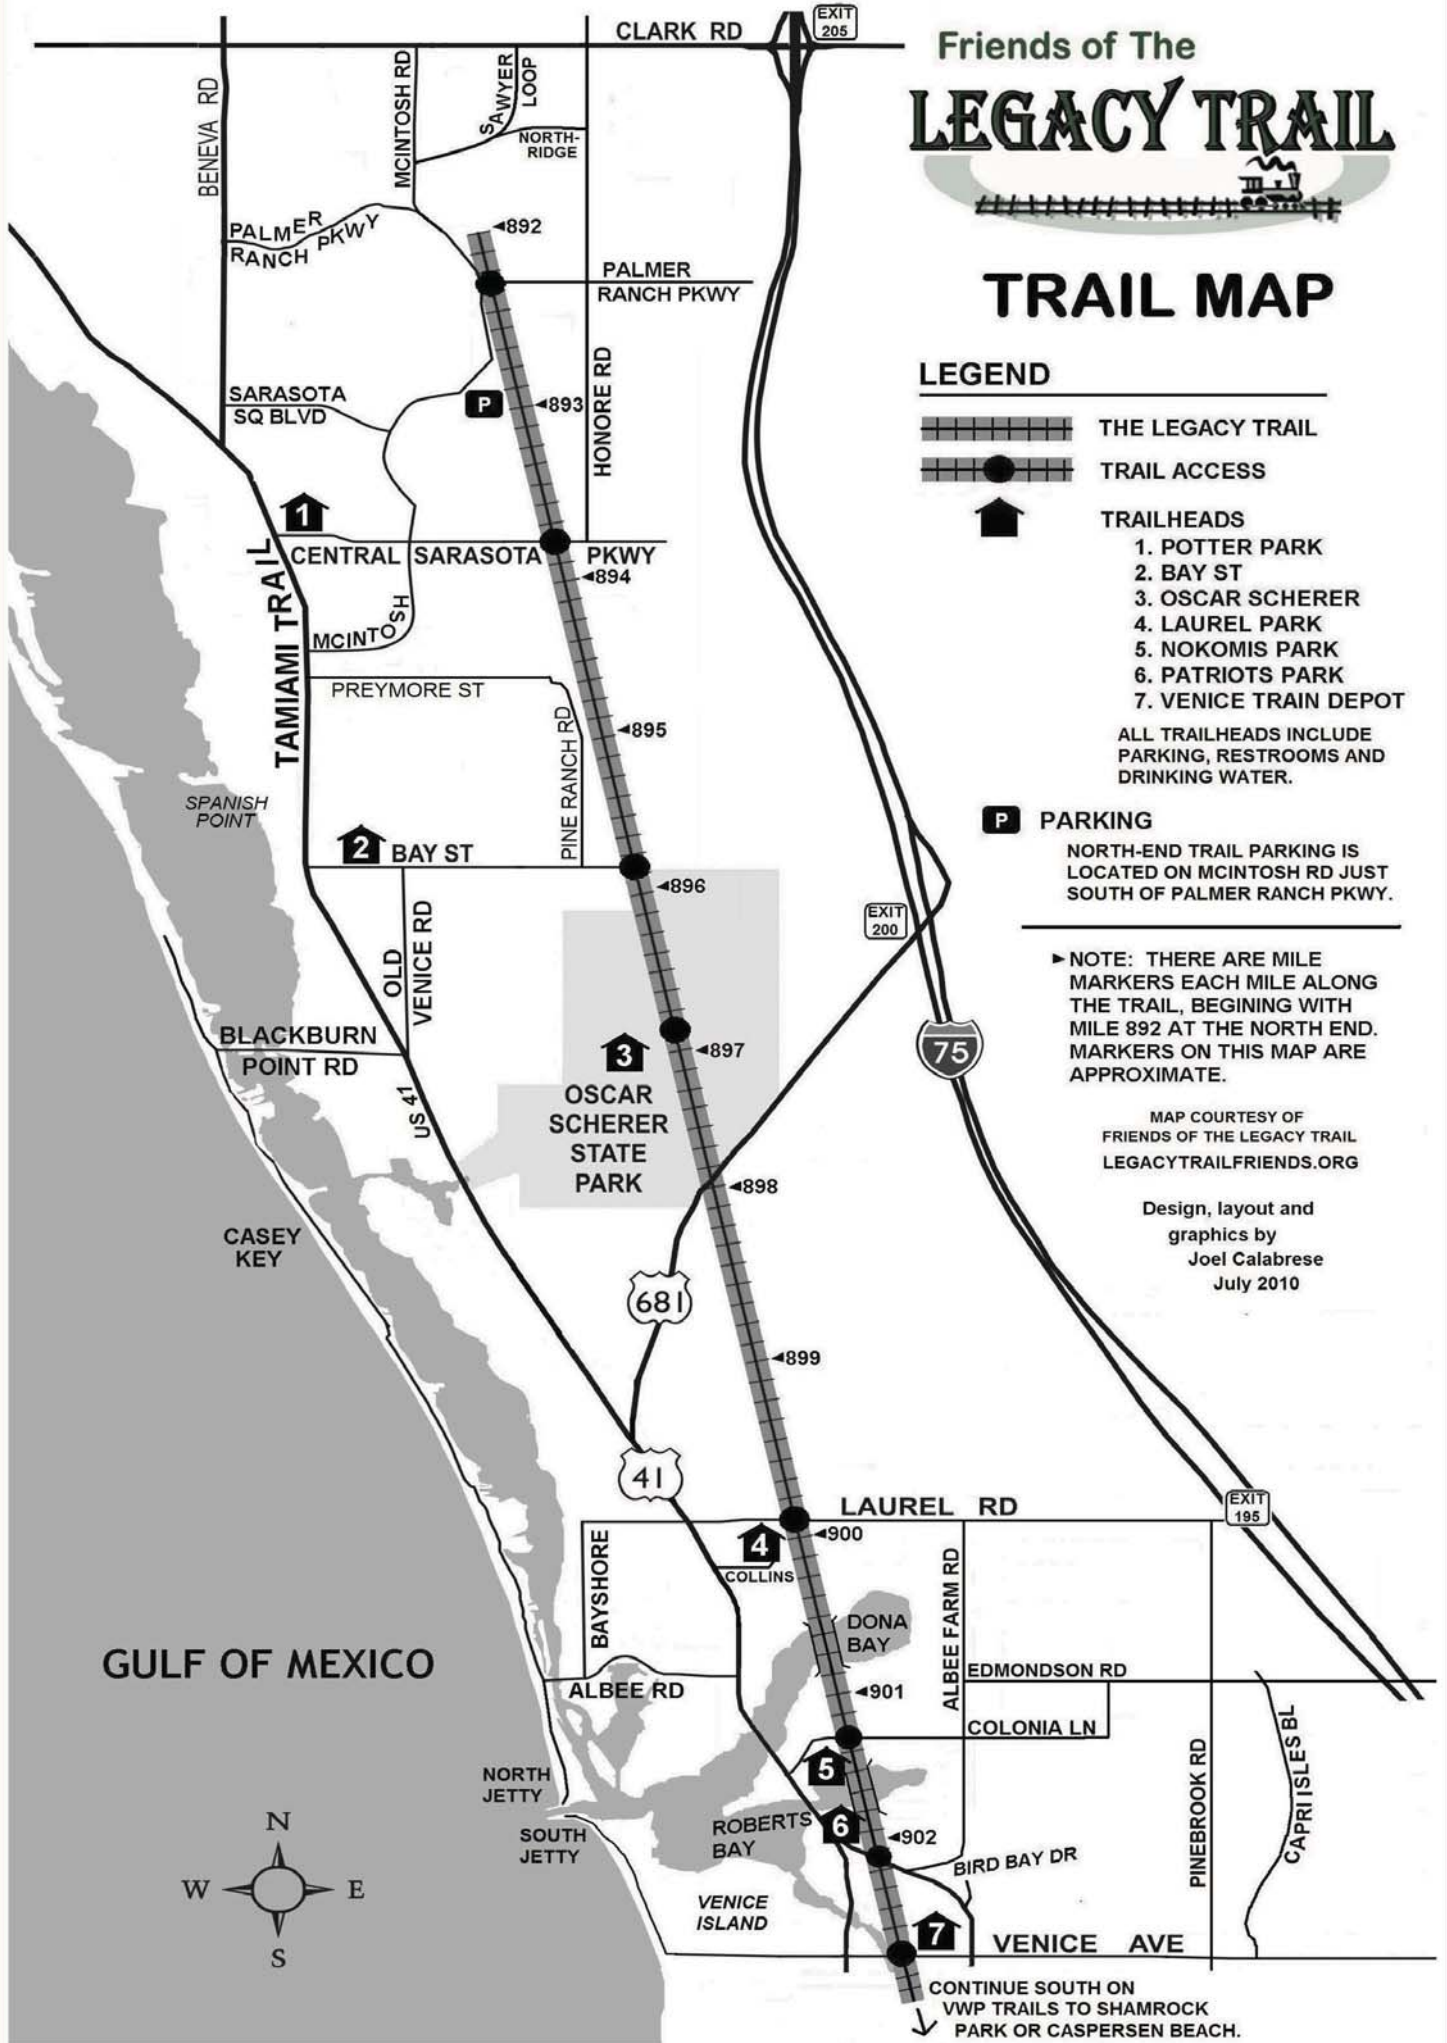 CLARK RD
EXIT
205
Friends of The
LEGACY TRAIL
TRAIL MAP
LEGEND
THE LEGACY TRAIL
TRAIL ACCESS
TRAILHEADS
1. POTTER PARK
2. BAY ST
3. OSCAR SCHERER
4. LAUREL PARK
5. NOKOMIS PARK
6. PATRIOTS PARK
7. VENICE TRAIN DEPOT
ALL TRAILHEADS INCLUDE
PARKING, RESTROOMS AND
DRINKING WATER.
P PARKING
NORTH-END TRAIL PARKING IS
LOCATED ON MCINTOSH RD JUST
SOUTH OF PALMER RANCH PKWY.
NOTE: THERE ARE MILE
MARKERS EACH MILE ALONG
THE TRAIL, BEGINING WITH
MILE 892 AT THE NORTH END.
MARKERS ON THIS MAP ARE
APPROXIMATE.
MAP COURTESY OF
FRIENDS OF THE LEGACY TRAIL
LEGACYTRAILFRIENDS.ORG
Design, layout and
graphics by
Joel Calabrese
July 2010
BENEVA RD
MCINTOSH RD
SAWYER
LOOP
NORTH-
RIDGE
PALMER
RANCH PKWY
892
PALMER
RANCH PKWY
HONORE RD
SARASOTA
SQ BLVD
P
893
1
CENTRAL SARASOTA PKWY
894
TAMIAMI TRAIL
MCINTOSH
PREYMORE ST
PINE RANCH RD
895
SPANISH
POINT
2
BAY ST
896
OLD
VENICE RD
EXIT
200
BLACKBURN
POINT RD
US 41
3
897
75
OSCAR
SCHERER
STATE
PARK
898
CASEY
KEY
681
899
41
LAUREL RD
EXIT
195
4
900
COLLINS
BAYSHORE
ALBEE FARM RD
DONA
BAY
GULF OF MEXICO
ALBEE RD
901
EDMONDSON RD
COLONIA LN
PINEBROOK RD
CAPRI ISLES BL
5
NORTH
JETTY
SOUTH
JETTY
ROBERTS
BAY
6
902
BIRD BAY DR
VENICE
ISLAND
7
VENICE AVE
N
W
E
S
CONTINUE SOUTH ON
VWP TRAILS TO SHAMROCK
PARK OR CASPERSEN BEACH.